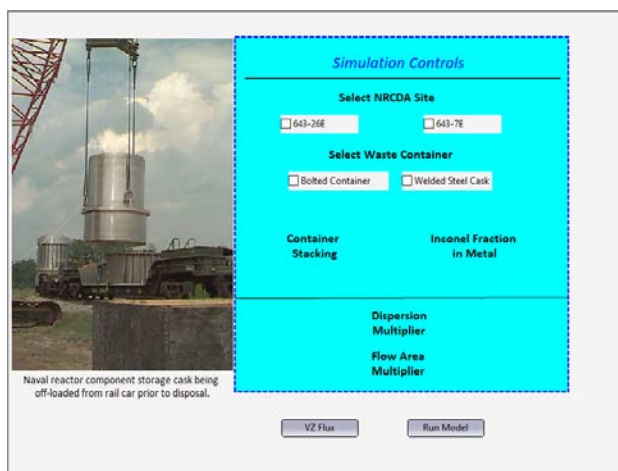 Simulation Controls
Select NRCDA Site
643-26E
643-7E
Select Waste Container
Bolted Container
Welded Steel Cask
Container
Stacking
Inconel Fraction
in Metal
Dispersion
Multiplier
Flow Area
Multiplier
Naval reactor component storage cask being
off-loaded from rail car prior to disposal.
VZ Flux
Run Model